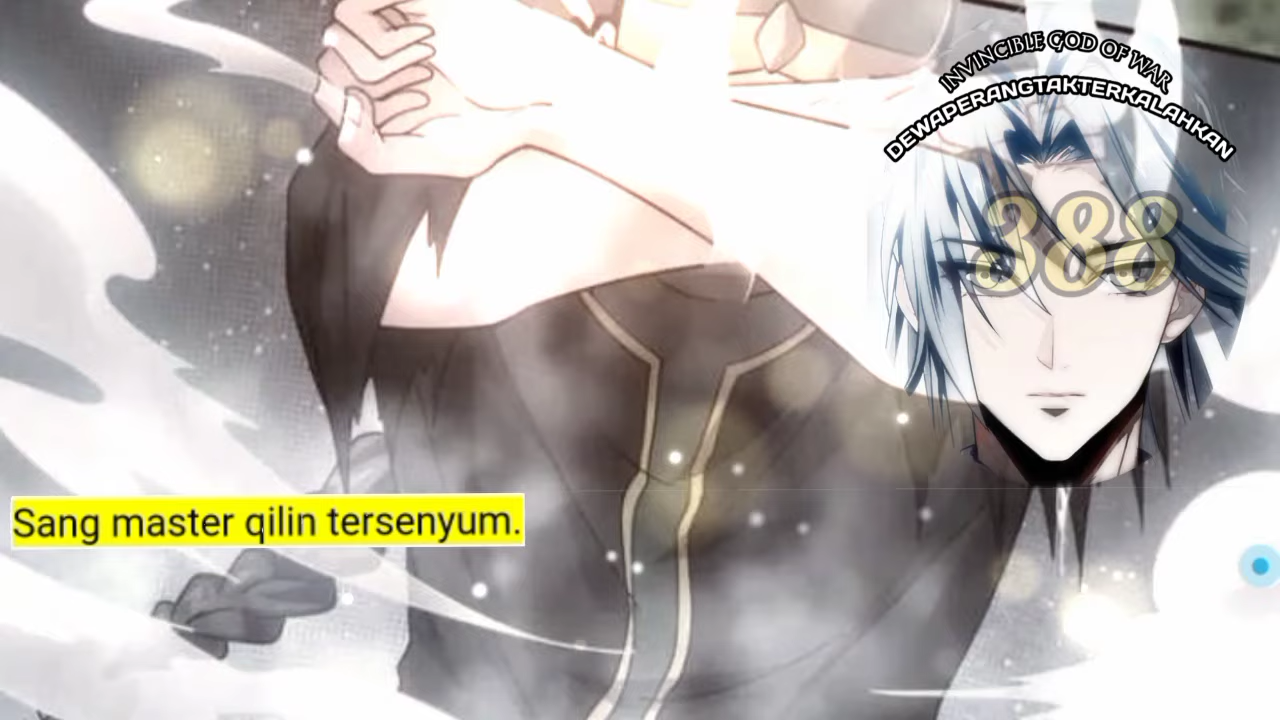 INVINCIBLE GOD OF WAR
DEWAPERANGTAKTERKALAHKAN
388
Sang master qilin tersenyum.